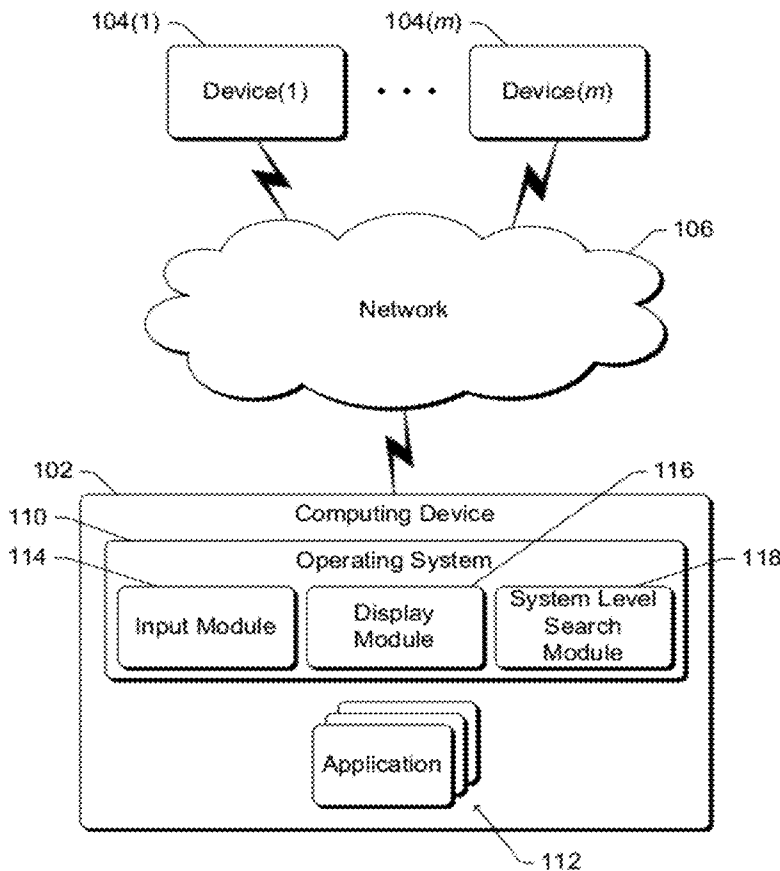 104(1)
104(m)
Device(1)
• • •
Device(m)
106
Network
102
116
Computing Device
110
Operating System
114
118
Input Module
Display
Module
System Level
Search
Module
Application
112